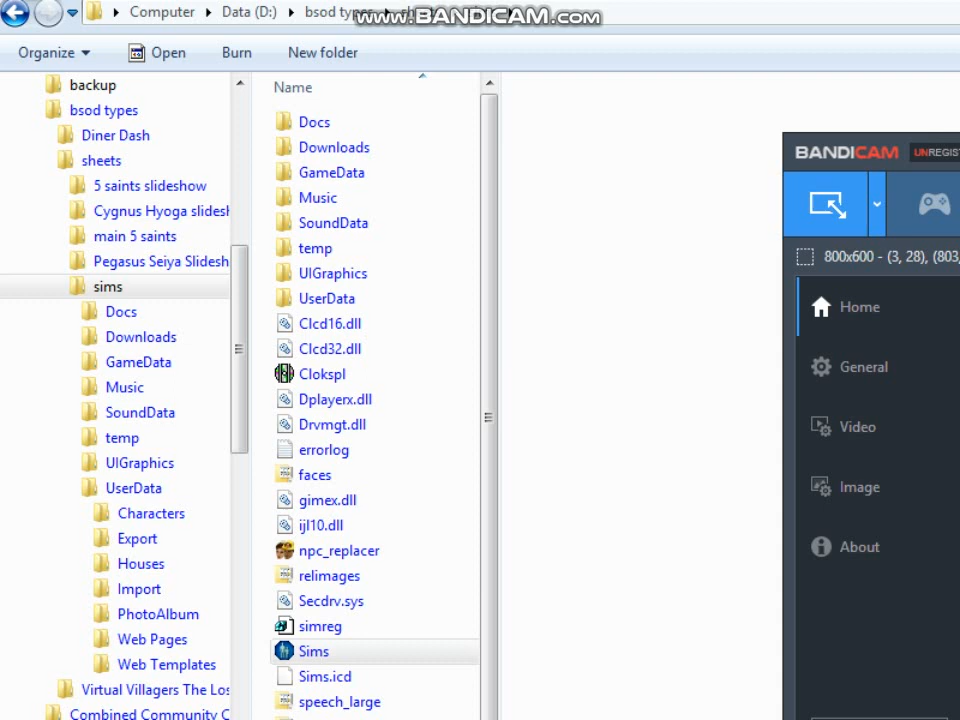 Computer Data (D:) bsod types
www.BANDICAM.com
Organize Open Burn New folder
backup
bsod types
Diner Dash
sheets
5 saints slideshow
Cygnus Hyoga slidesh
main 5 saints
Pegasus Seiya Slidesh
sims
Docs
Downloads
GameData
Music
SoundData
temp
UIGraphics
UserData
Characters
Export
Houses
Import
PhotoAlbum
Web Pages
Web Templates
Virtual Villagers The Los
Combined Community C
Name
Docs
Downloads
GameData
Music
SoundData
temp
UIGraphics
UserData
Clcd16.dll
Clcd32.dll
Clokspl
Dplayerx.dll
Drvmgt.dll
errorlog
faces
gimex.dll
ijl10.dll
npc_replacer
relimages
Secdrv.sys
simreg
Sims
Sims.icd
speech_large
BANDICAM UNREGIS
800x600 - (3, 28), (803,
Home
General
Video
Image
About